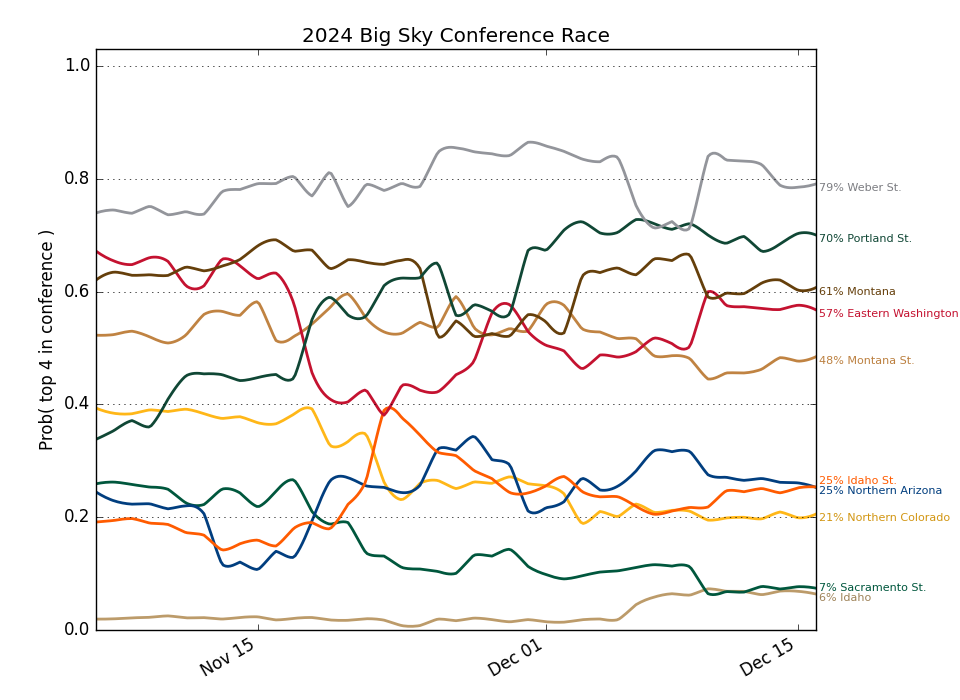 2024 Big Sky Conference Race
Prob( top 4 in conference )
1.0
0.8
0.6
0.4
0.2
0.0
Nov 15
Dec 01
Dec 15
79% Weber St.
70% Portland St.
61% Montana
57% Eastern Washington
48% Montana St.
25% Idaho St.
25% Northern Arizona
21% Northern Colorado
7% Sacramento St.
6% Idaho